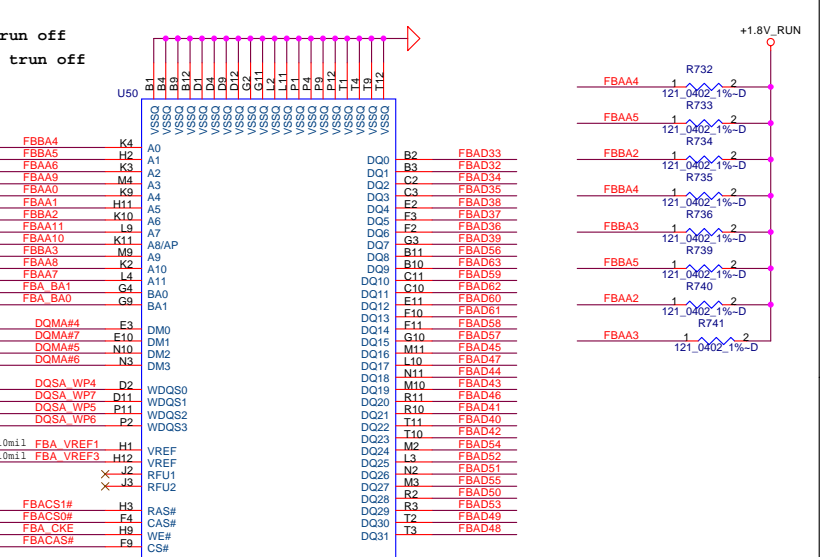 run off
trun off
+1.8V_RUN
U50
B1 B4 B9 B12 D1 D4 D9 D12 G2 G11 L2 L11 P1 P4 P9 P12 T1 T4 T9 T12
VSSQ VSSQ VSSQ VSSQ VSSQ VSSQ VSSQ VSSQ VSSQ VSSQ VSSQ VSSQ VSSQ VSSQ VSSQ VSSQ VSSQ VSSQ VSSQ VSSQ
FBBA4 K4 A0
FBBA5 H2 A1
FBAA6 K3 A2
FBAA9 M4 A3
FBAA0 K9 A4
FBAA1 H11 A5
FBBA2 K10 A6
FBAA11 L9 A7
FBAA10 K11 A8/AP
FBBA3 M9 A9
FBAA8 K2 A10
FBAA7 L4 A11
FBA_BA1 G4 BA0
FBA_BA0 G9 BA1
DQMA#4 E3 DM0
DQMA#7 E10 DM1
DQMA#5 N10 DM2
DQMA#6 N3 DM3
DQSA_WP4 D2 WDQS0
DQSA_WP7 D11 WDQS1
DQSA_WP5 P11 WDQS2
DQSA_WP6 P2 WDQS3
0mil FBA_VREF1 H1 VREF
0mil FBA_VREF3 H12 VREF
J2 RFU1
J3 RFU2
FBACS1# H3 RAS#
FBACS0# F4 CAS#
FBA_CKE H9 WE#
FBACAS# F9 CS#
DQ0 B2 FBAD33
DQ1 B3 FBAD32
DQ2 C2 FBAD34
DQ3 C3 FBAD35
DQ4 E2 FBAD38
DQ5 F3 FBAD37
DQ6 F2 FBAD36
DQ7 G3 FBAD39
DQ8 B11 FBAD56
DQ9 B10 FBAD63
DQ10 C11 FBAD59
DQ11 C10 FBAD62
DQ12 E11 FBAD60
DQ13 F10 FBAD61
DQ14 F11 FBAD58
DQ15 G10 FBAD57
DQ16 M11 FBAD45
DQ17 L10 FBAD47
DQ18 N11 FBAD44
DQ19 M10 FBAD43
DQ20 R11 FBAD46
DQ21 R10 FBAD41
DQ22 T11 FBAD40
DQ23 T10 FBAD42
DQ24 M2 FBAD54
DQ25 L3 FBAD52
DQ26 N2 FBAD51
DQ27 M3 FBAD55
DQ28 R2 FBAD50
DQ29 R3 FBAD53
DQ30 T2 FBAD49
DQ31 T3 FBAD48
R732
FBAA4 1 2
121_0402_1%~D
R733
FBAA5 1 2
121_0402_1%~D
R734
FBBA2 1 2
121_0402_1%~D
R735
FBBA4 1 2
121_0402_1%~D
R736
FBBA3 1 2
121_0402_1%~D
R739
FBBA5 1 2
121_0402_1%~D
R740
FBAA2 1 2
121_0402_1%~D
R741
FBAA3 1 2
121_0402_1%~D